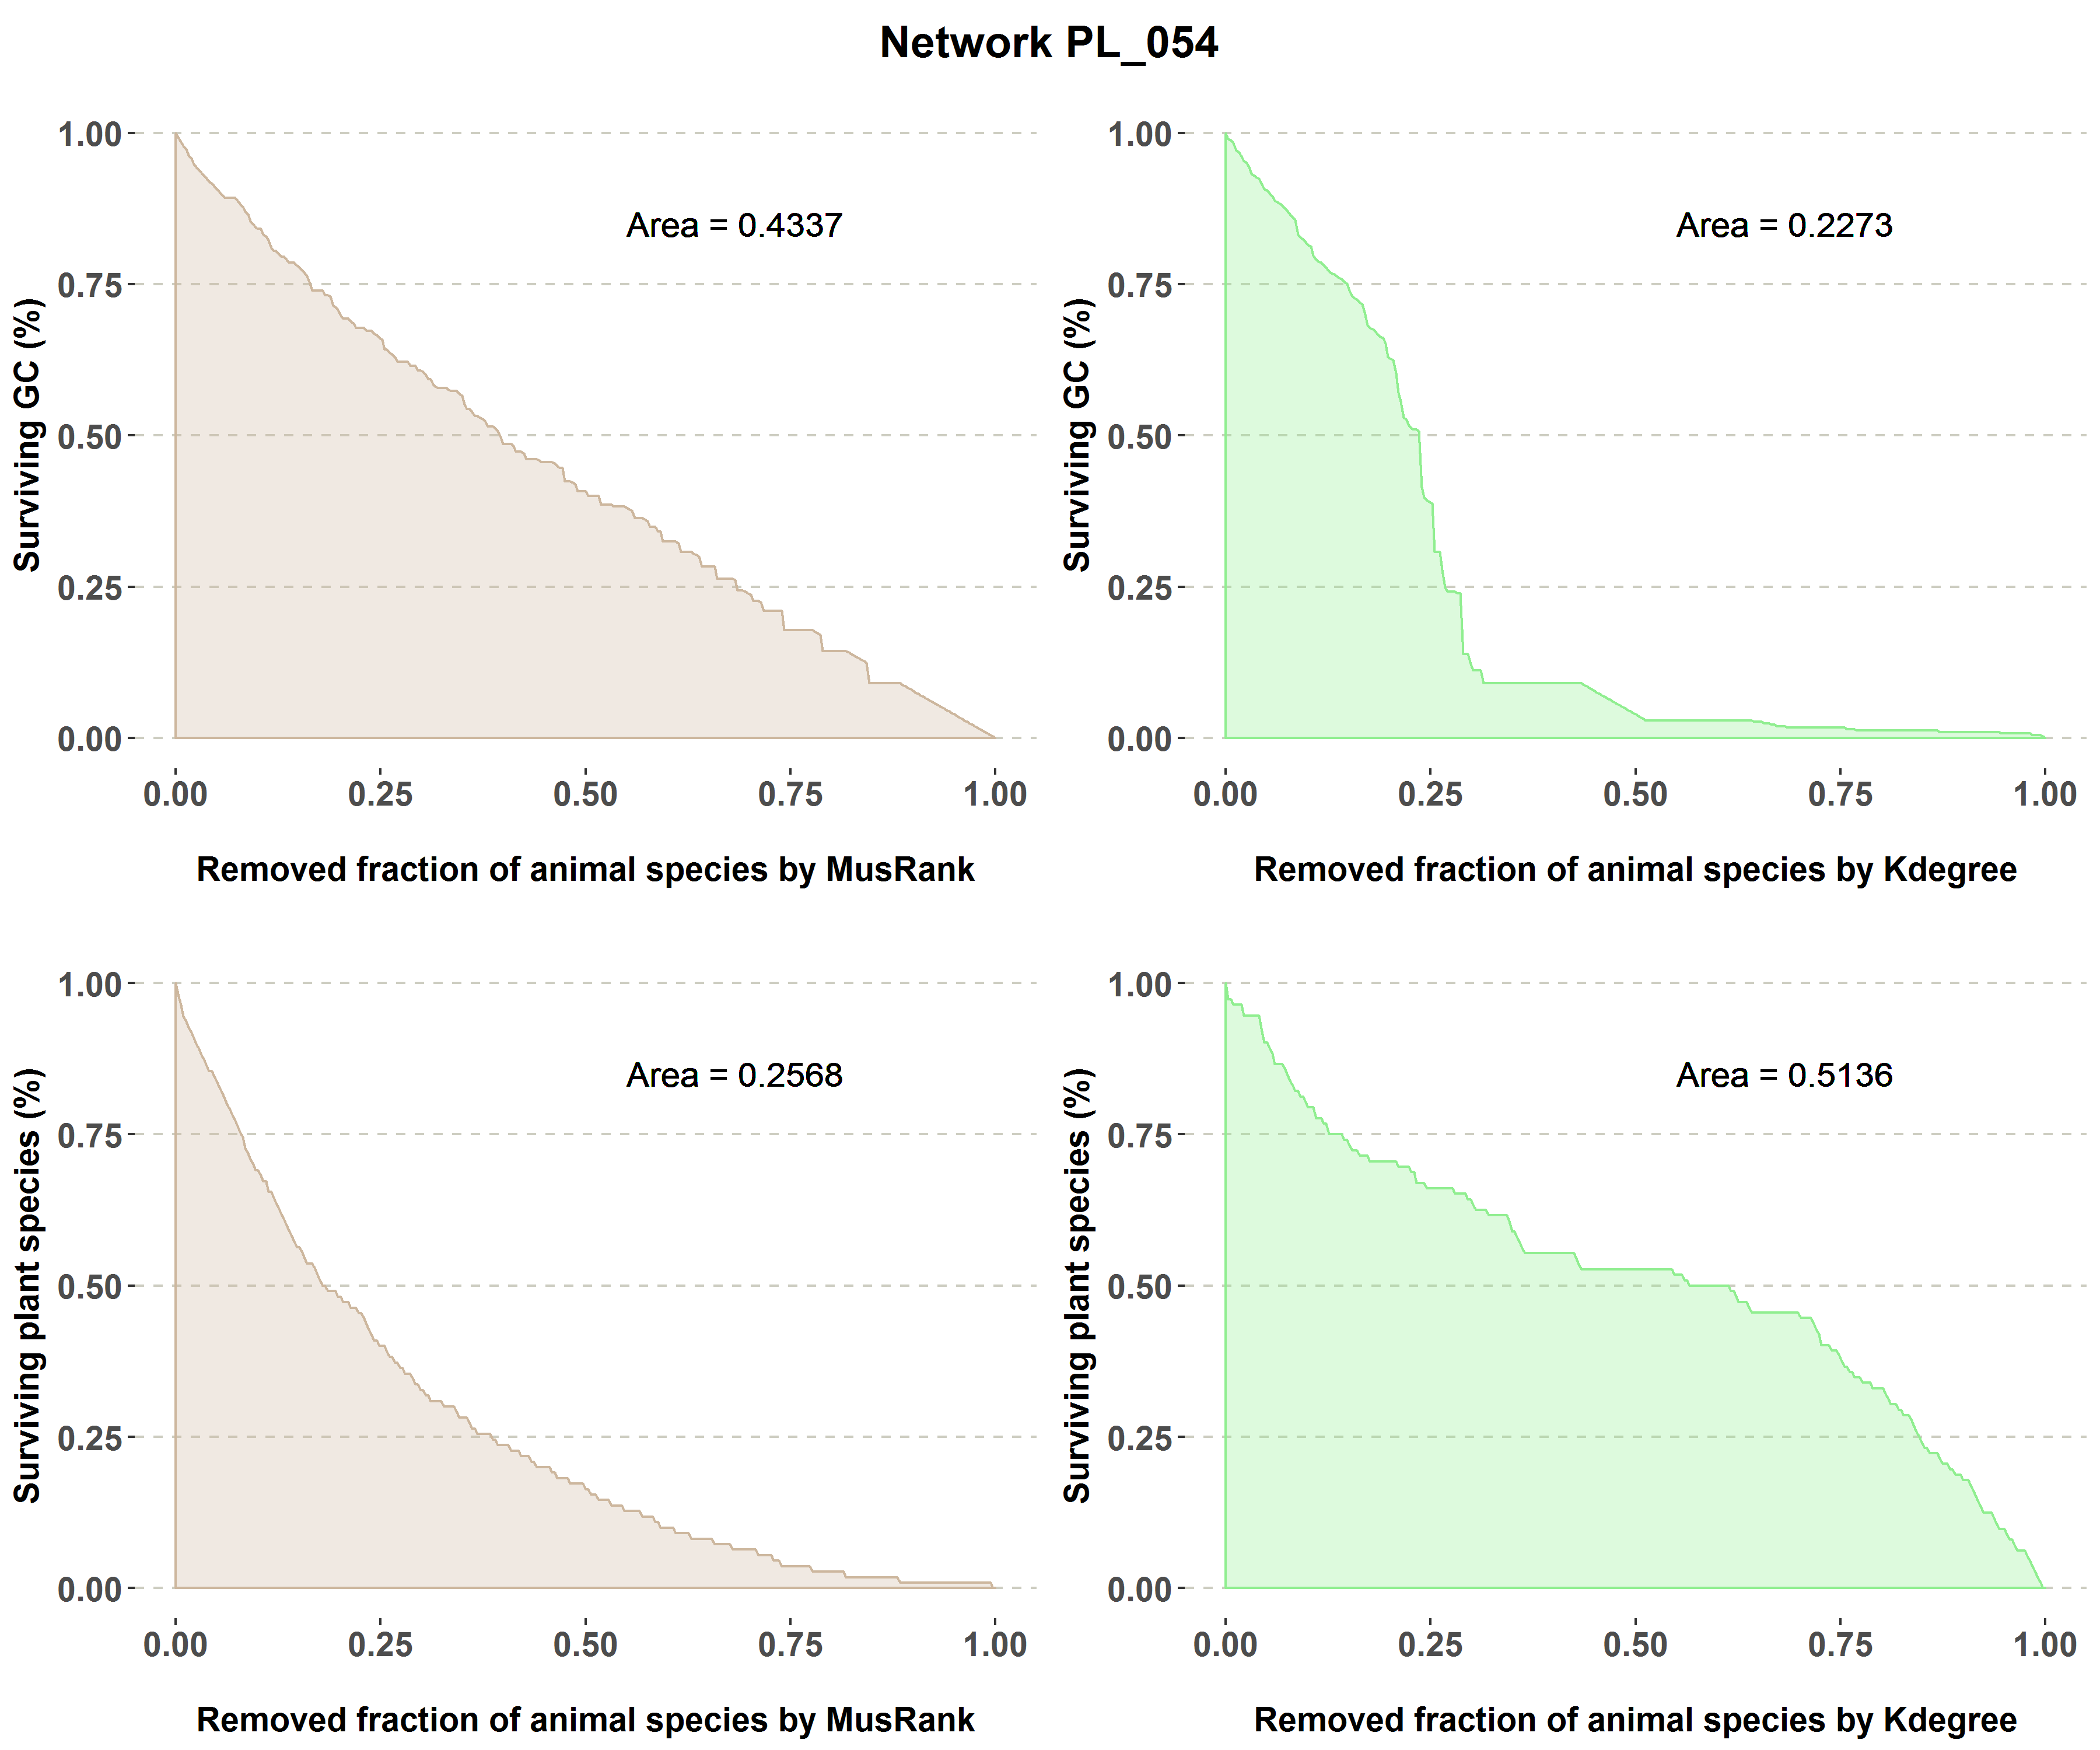 Network PL_054
Surviving GC (%)
1.00
0.75
0.50
0.25
0.00
Area = 0.4337
0.00 0.25 0.50 0.75 1.00
Removed fraction of animal species by MusRank
Surviving GC (%)
1.00
0.75
0.50
0.25
0.00
Area = 0.2273
0.00 0.25 0.50 0.75 1.00
Removed fraction of animal species by Kdegree
Surviving plant species (%)
1.00
0.75
0.50
0.25
0.00
Area = 0.2568
0.00 0.25 0.50 0.75 1.00
Removed fraction of animal species by MusRank
Surviving plant species (%)
1.00
0.75
0.50
0.25
0.00
Area = 0.5136
0.00 0.25 0.50 0.75 1.00
Removed fraction of animal species by Kdegree